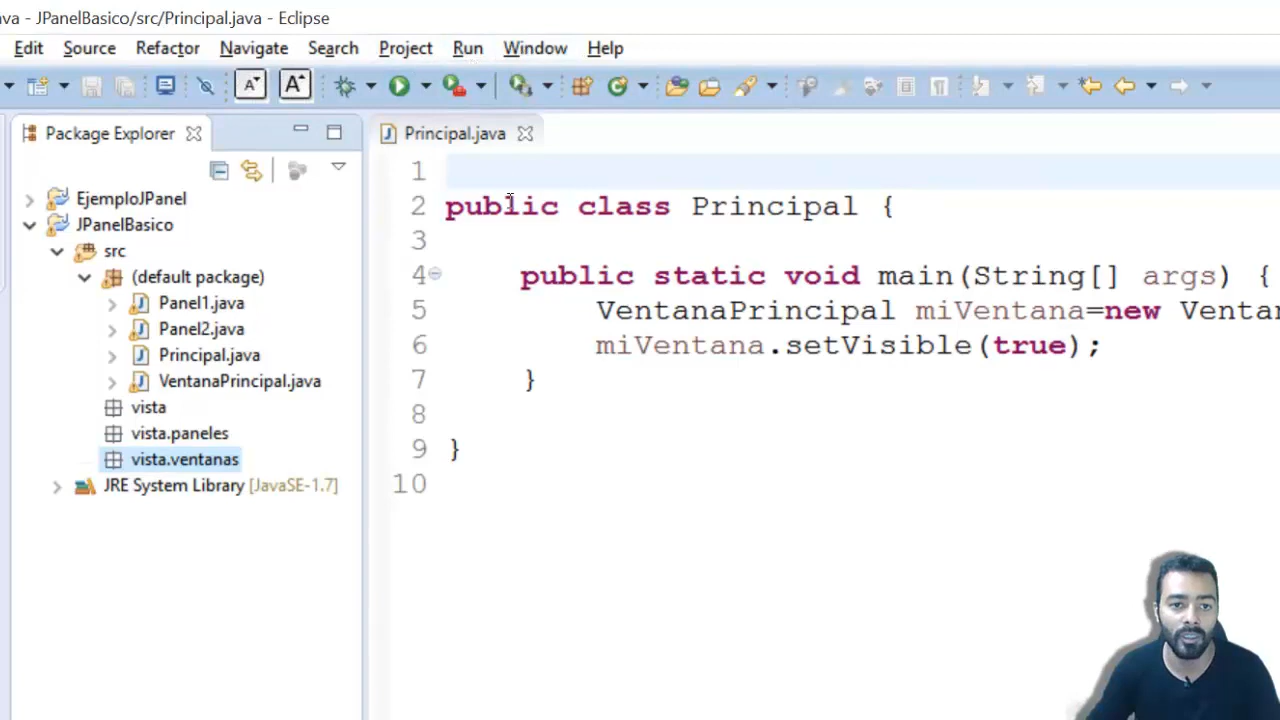 va - JPanelBasico/src/Principal.java - Eclipse
Edit Source Refactor Navigate Search Project Run Window Help
A A
Package Explorer
EjemploJPanel
JPanelBasico
src
(default package)
Panel1.java
Panel2.java
Principal.java
VentanaPrincipal.java
vista
vista.paneles
vista.ventanas
JRE System Library [JavaSE-1.7]
Principal.java
1
2 public class Principal {
3
4 public static void main(String[] args) {
5 VentanaPrincipal miVentana=new Ventan
6 miVentana.setVisible(true);
7 }
8
9 }
10